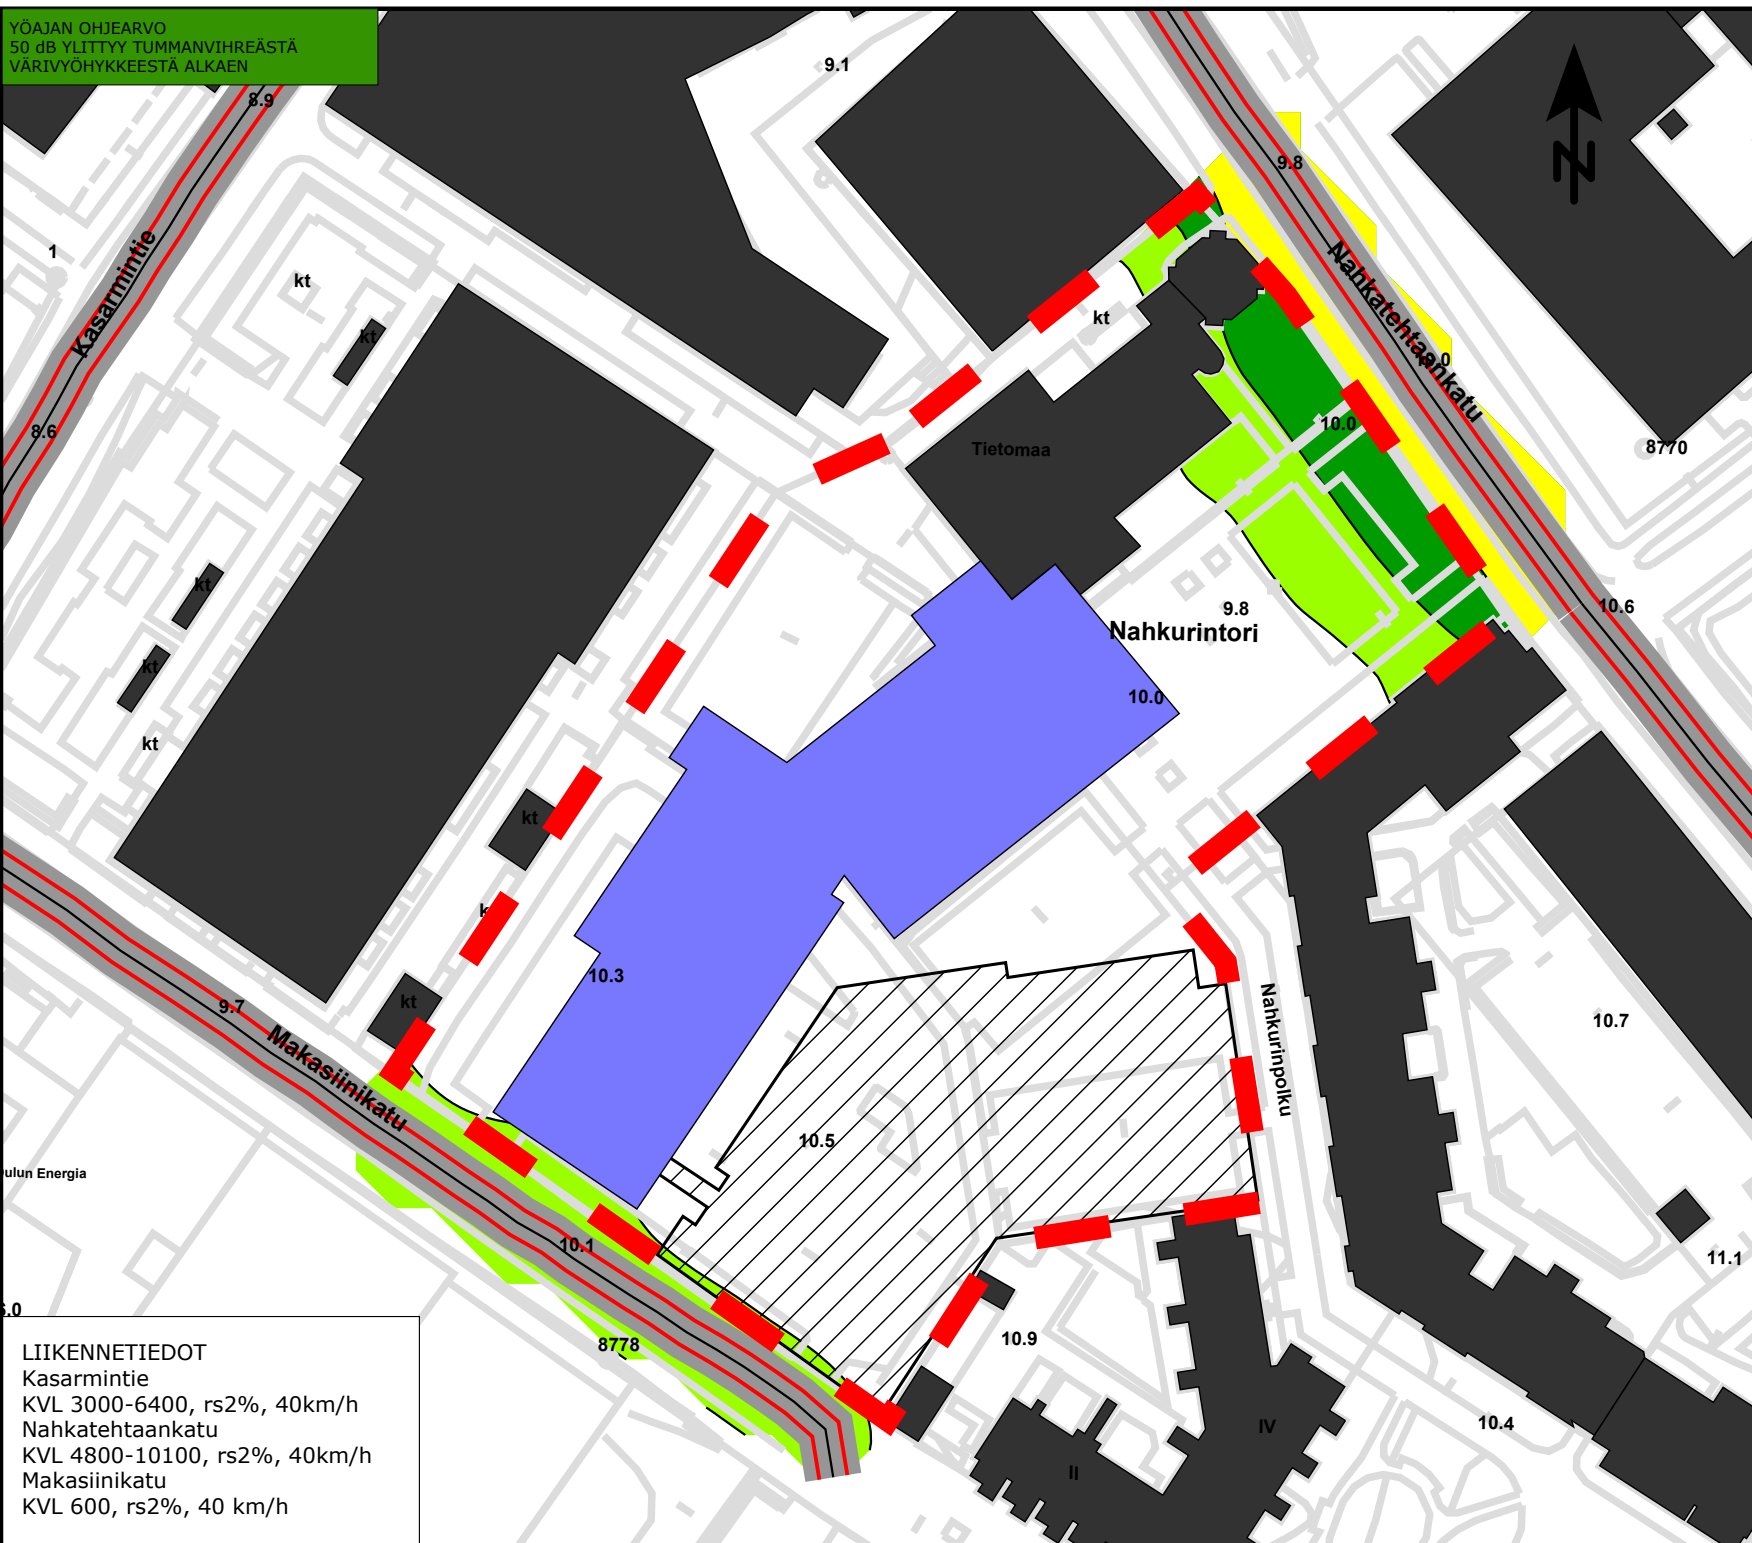 YÖAJAN OHJEARVO
50 dB YLITTYY TUMMANVIHREÄSTÄ
VÄRIVYÖHYKKEESTÄ ALKAEN
9.1
8.9
9.8
N
1
Kasarmintie
kt
kt
kt
Nahkatehtaankatu
8.6
10.0
8770
Tietomaa
kt
9.8
10.6
Nahkurintori
kt
10.0
kt
kt
10.3
kt
9.7
Makasiinikatu
Nahkurinpolku
10.7
10.5
ulun Energia
10.1
11.1
8778
10.9
10.4
IV
II
LIIKENNETIEDOT
Kasarmintie
KVL 3000-6400, rs2%, 40km/h
Nahkatehtaankatu
KVL 4800-10100, rs2%, 40km/h
Makasiinikatu
KVL 600, rs2%, 40 km/h